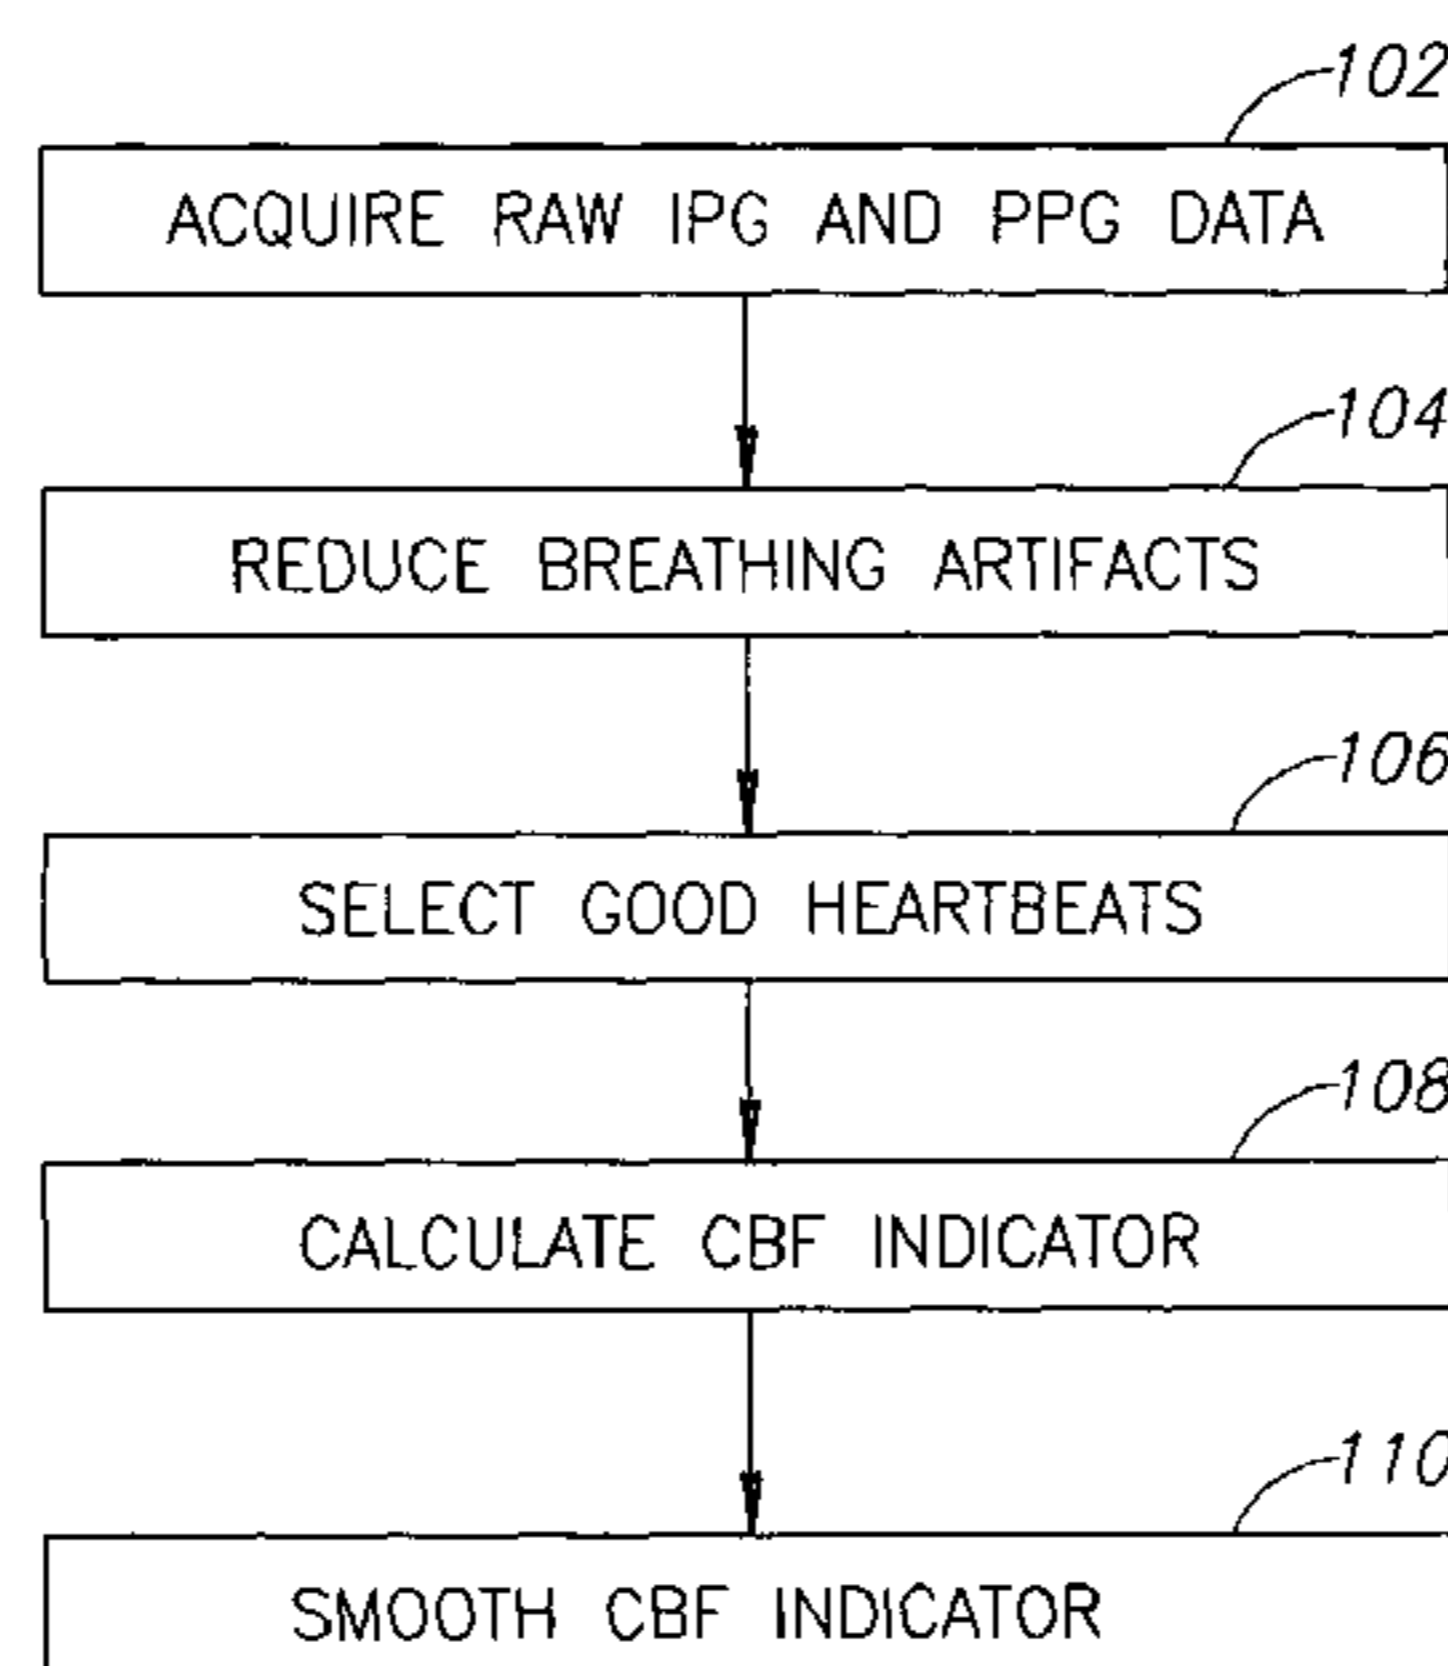 102
ACQUIRE RAW IPG AND PPG DATA
104
REDUCE BREATHING ARTIFACTS
106
SELECT GOOD HEARTBEATS
108
CALCULATE CBF INDICATOR
110
SMOOTH CBF INDICATOR